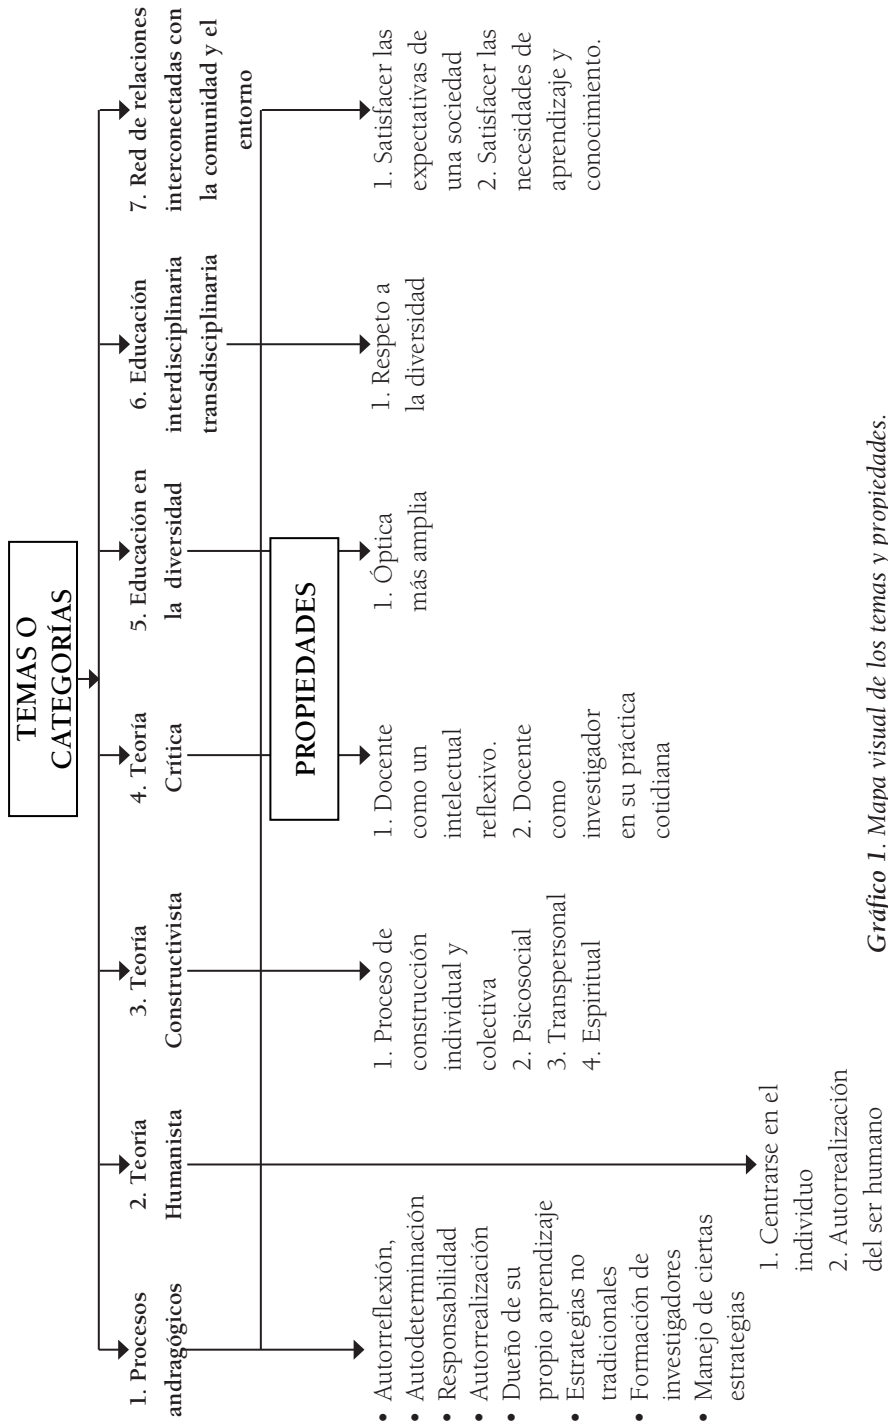 TEMAS O
CATEGORÍAS
1. Procesos
andragógicos
2. Teoría
Humanista
3. Teoría
Constructivista
4. Teoría
Crítica
5. Educación en
la diversidad
6. Educación
interdisciplinaria
transdisciplinaria
7. Red de relaciones
interconectadas con
la comunidad y el
entorno
PROPIEDADES
• Autorreflexión,
• Autodeterminación
• Responsabilidad
• Autorrealización
• Dueño de su
propio aprendizaje
• Estrategias no
tradicionales
• Formación de
investigadores
• Manejo de ciertas
estrategias
1. Centrarse en el
individuo
2. Autorrealización
del ser humano
1. Proceso de
construcción
individual y
colectiva
2. Psicosocial
3. Transpersonal
4. Espiritual
1. Docente
como un
intelectual
reflexivo.
2. Docente
como
investigador
en su práctica
cotidiana
1. Óptica
más amplia
1. Respeto a
la diversidad
1. Satisfacer las
expectativas de
una sociedad
2. Satisfacer las
necesidades de
aprendizaje y
conocimiento.
Gráfico 1. Mapa visual de los temas y propiedades.